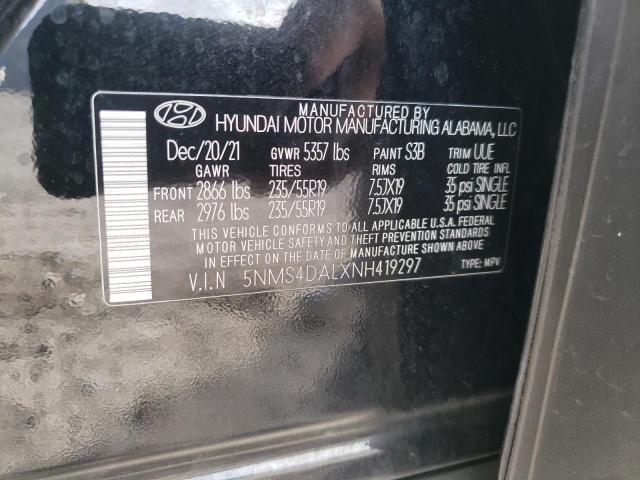 MANUFACTURED BY
HYUNDAI MOTOR MANUFACTURING ALABAMA, LLC
Dec/20/21 GVWR 5357 lbs PAINT S3B TRIM UUE
GAWR TIRES RIMS COLD TIRE INFL
FRONT 2866 lbs 235/55R19 7.5JX19 35 psi SINGLE
REAR 2976 lbs 235/55R19 7.5JX19 35 psi SINGLE
THIS VEHICLE CONFORMS TO ALL APPLICABLE U.S.A. FEDERAL
MOTOR VEHICLE SAFETY AND THEFT PREVENTION STANDARDS
IN EFFECT ON THE DATE OF MANUFACTURE SHOWN ABOVE.
V.I.N 5NMS4DALXNH419297 TYPE: MPV